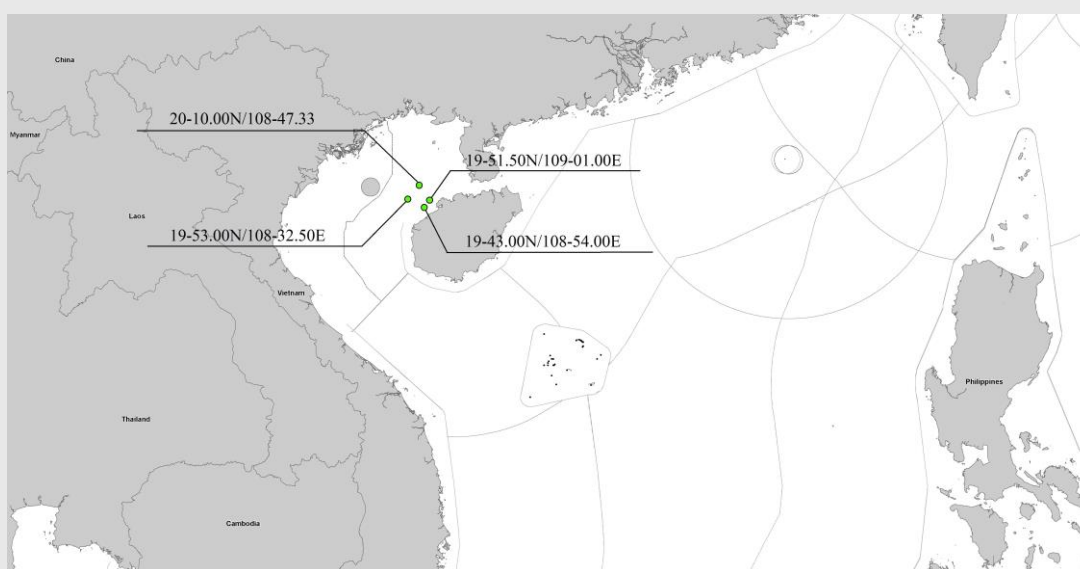 China
20-10.00N/108-47.33
Myanmar
19-51.50N/109-01.00E
Laos
19-53.00N/108-32.50E
19-43.00N/108-54.00E
Vietnam
Philippines
Thailand
Cambodia